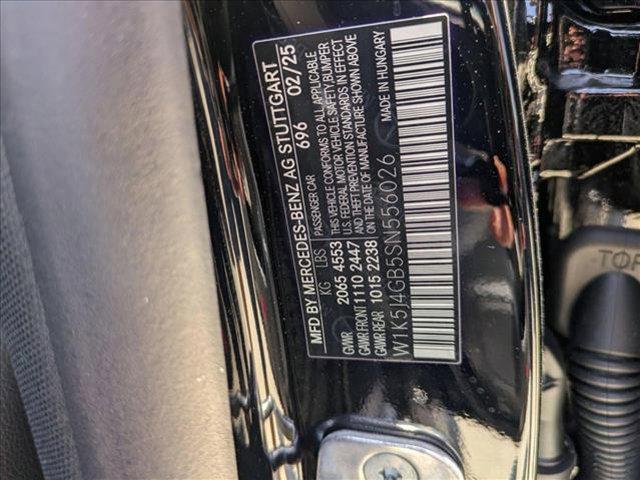 MFD BY MERCEDES-BENZ AG STUTTGART
696 02/25
PASSENGER CAR
KG LBS
GVWR 2065 4553
GAWR FRONT 1110 2447
GAWR REAR 1015 2238
THIS VEHICLE CONFORMS TO ALL APPLICABLE
U.S. FEDERAL MOTOR VEHICLE SAFETY, BUMPER
AND THEFT PREVENTION STANDARDS IN EFFECT
ON THE DATE OF MANUFACTURE SHOWN ABOVE
MADE IN HUNGARY
W1K5J4GB5SN556026